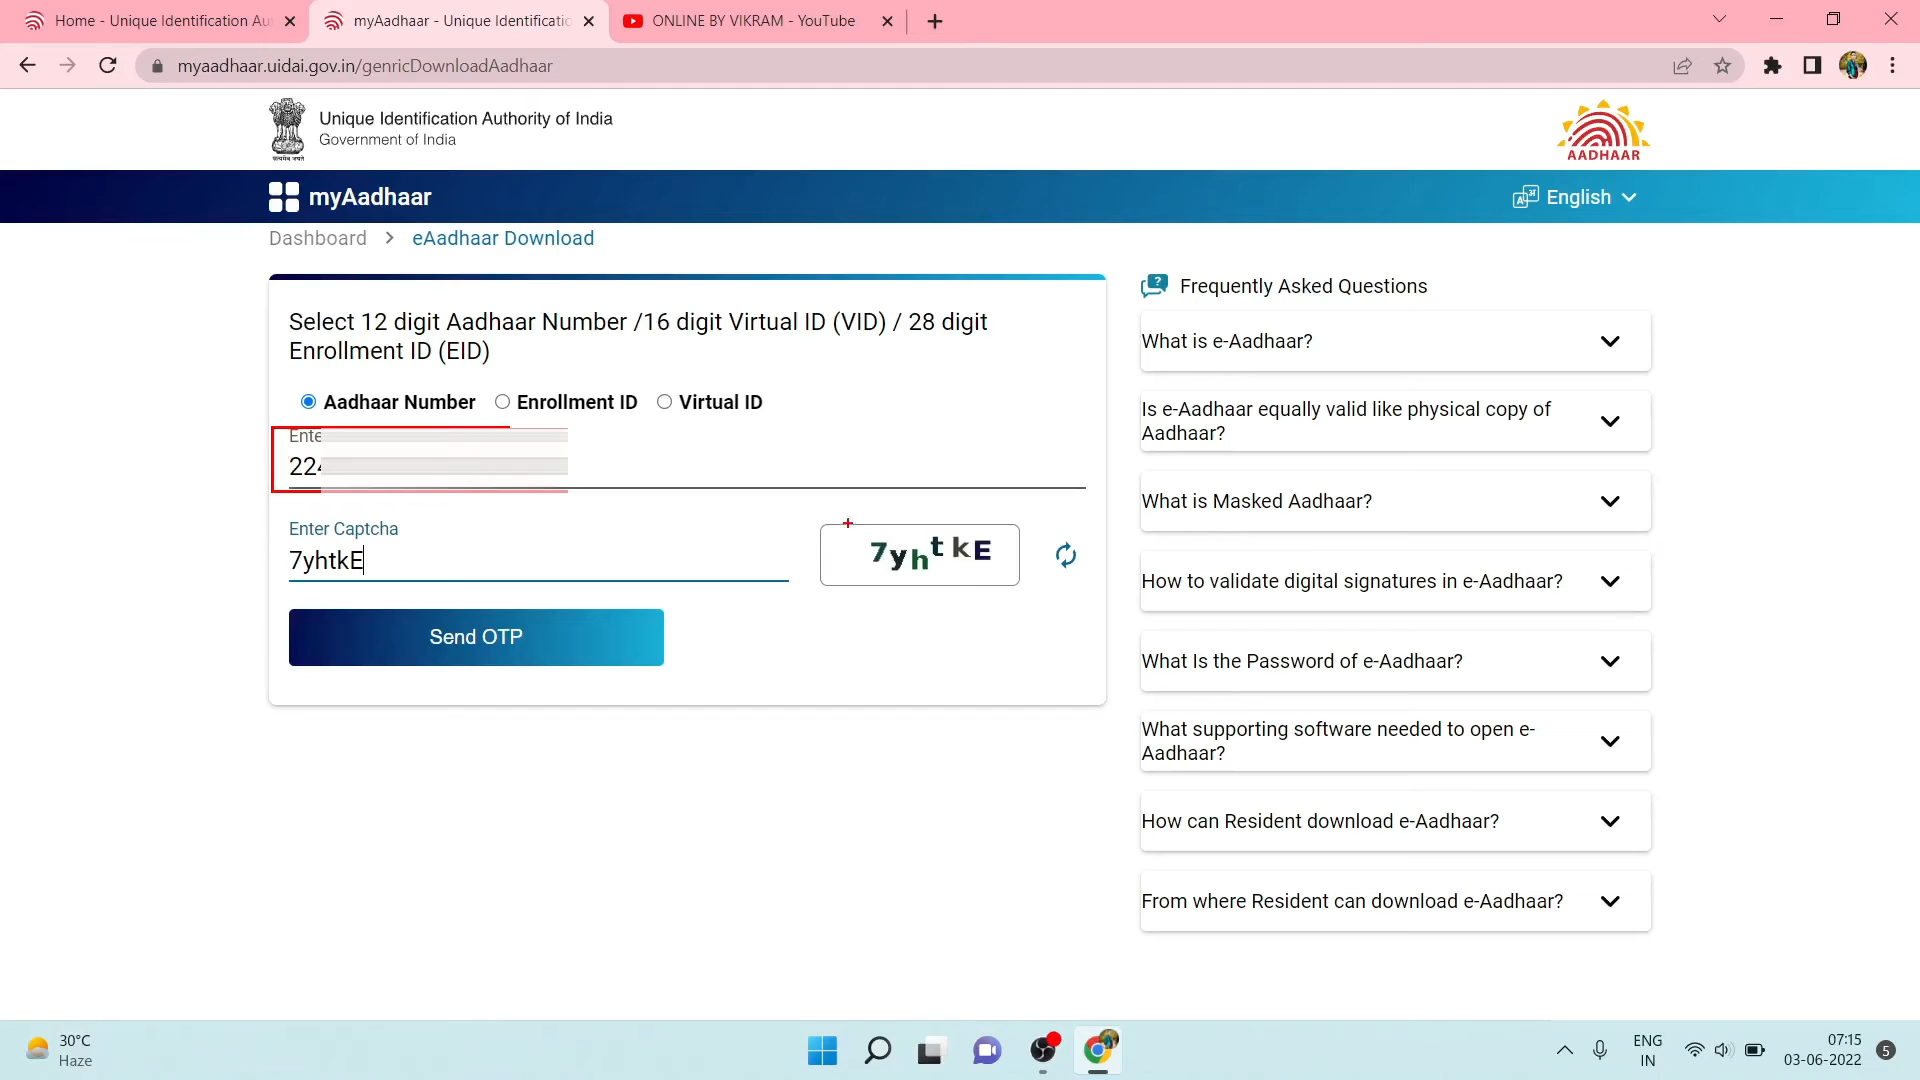 Home - Unique Identification Au
myAadhaar - Unique Identificatio
ONLINE BY VIKRAM - YouTube
myaadhaar.uidai.gov.in/genricDownloadAadhaar
सत्यमेव जयते
Unique Identification Authority of India
Government of India
AADHAAR
myAadhaar
English
Dashboard > eAadhaar Download
Select 12 digit Aadhaar Number /16 digit Virtual ID (VID) / 28 digit
Enrollment ID (EID)
Aadhaar Number Enrollment ID Virtual ID
Ente
224
Enter Captcha
7yhtkE
7yhtkE
Send OTP
Frequently Asked Questions
What is e-Aadhaar?
Is e-Aadhaar equally valid like physical copy of
Aadhaar?
What is Masked Aadhaar?
How to validate digital signatures in e-Aadhaar?
What Is the Password of e-Aadhaar?
What supporting software needed to open e-
Aadhaar?
How can Resident download e-Aadhaar?
From where Resident can download e-Aadhaar?
30°C
Haze
ENG
IN
07:15
03-06-2022
5